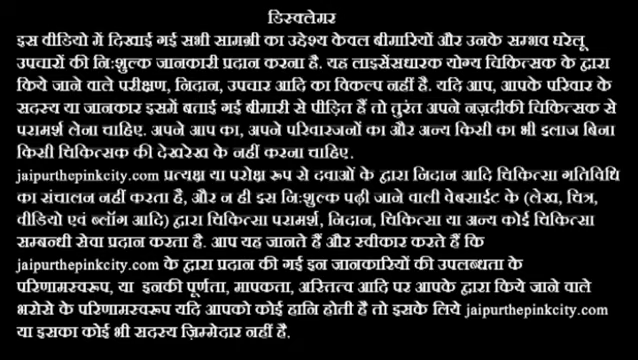 डिस्क्लेमर
इस वीडियो में दिखाई गई सभी सामग्री का उद्देश्य केवल बीमारियों और उनके सम्भव घरेलू
उपचारों की निःशुल्क जानकारी प्रदान करना है. यह लाइसेंसधारक योग्य चिकित्सक के द्वारा
किये जाने वाले परीक्षण, निदान, उपचार आदि का विकल्प नहीं है. यदि आप, आपके परिवार के
सदस्य या जानकार इसमें बताई गई बीमारी से पीड़ित हैं तो तुरंत अपने नज़दीकी चिकित्सक से
परामर्श लेना चाहिए. अपने आप का, अपने परिवारजनों का और अन्य किसी का भी इलाज बिना
किसी चिकित्सक की देखरेख के नहीं करना चाहिए.
jaipurthepinkcity.com प्रत्यक्ष या परोक्ष रूप से दवाओं के द्वारा निदान आदि चिकित्सा गतिविधि
का संचालन नहीं करता है, और न ही इस निःशुल्क पढ़ी जाने वाली वेबसाईट के (लेख, चित्र,
वीडियो एवं ब्लॉग आदि) द्वारा चिकित्सा परामर्श, निदान, चिकित्सा या अन्य कोई चिकित्सा
सम्बन्धी सेवा प्रदान करता है. आप यह जानते हैं और स्वीकार करते हैं कि
jaipurthepinkcity.com के द्वारा प्रदान की गई इन जानकारियों की उपलब्धता के
परिणामस्वरूप, या इनकी पूर्णता, मापकता, अस्तित्व आदि पर आपके द्वारा किये जाने वाले
भरोसे के परिणामस्वरूप यदि आपको कोई हानि होती है तो इसके लिये jaipurthepinkcity.com
या इसका कोई भी सदस्य ज़िम्मेदार नहीं है.